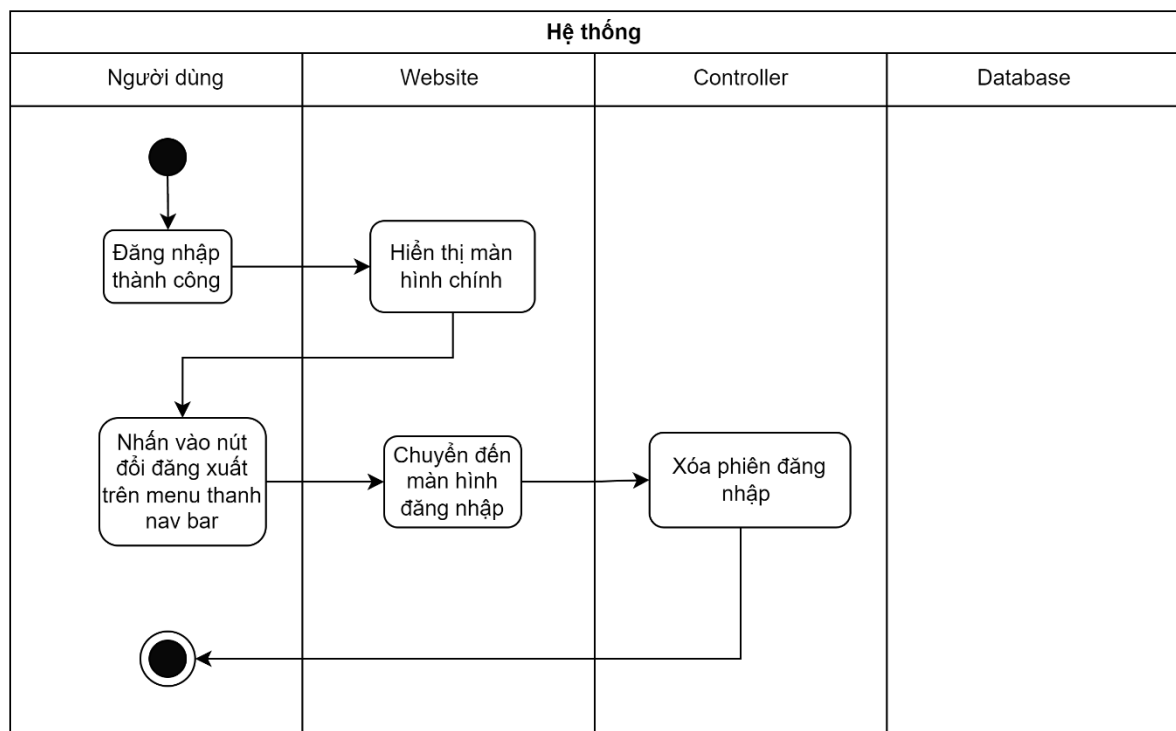 Hệ thống
Người dùng
Website
Controller
Database
Đăng nhập
thành công
Hiển thị màn
hình chính
Nhấn vào nút
đổi đăng xuất
trên menu thanh
nav bar
Chuyển đến
màn hình
đăng nhập
Xóa phiên đăng
nhập